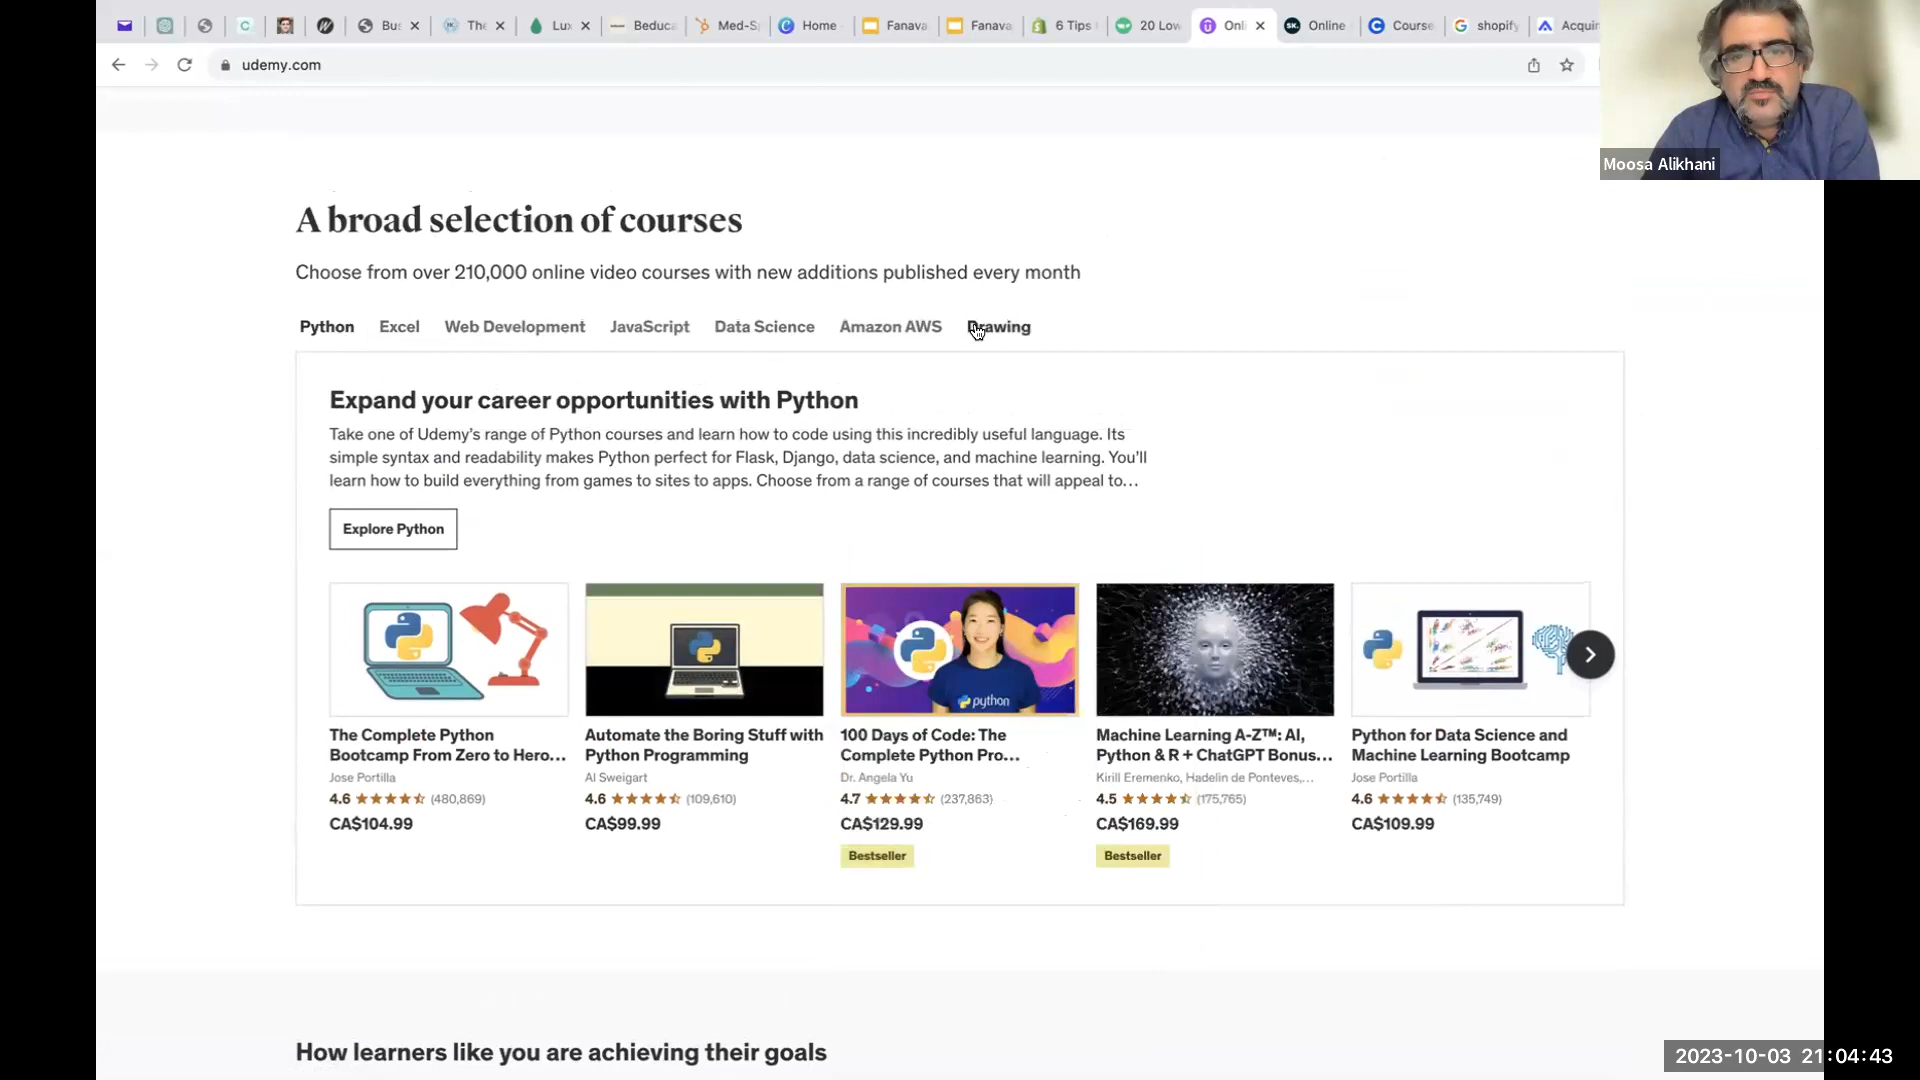 Bus
The
Lux
Beduca
Med-S
Home
Fanava
Fanava
6 Tips
20 Low
Onli
Online
Course
shopify
Acquir
udemy.com
Moosa Alikhani
A broad selection of courses
Choose from over 210,000 online video courses with new additions published every month
Python Excel Web Development JavaScript Data Science Amazon AWS Drawing
Expand your career opportunities with Python
Take one of Udemy's range of Python courses and learn how to code using this incredibly useful language. Its
simple syntax and readability makes Python perfect for Flask, Django, data science, and machine learning. You'll
learn how to build everything from games to sites to apps. Choose from a range of courses that will appeal to…
Explore Python
python
The Complete Python
Bootcamp From Zero to Hero…
Jose Portilla
4.6 (480,869)
CA$104.99
Automate the Boring Stuff with
Python Programming
Al Sweigart
4.6 (109,610)
CA$99.99
100 Days of Code: The
Complete Python Pro…
Dr. Angela Yu
4.7 (237,863)
CA$129.99
Bestseller
Machine Learning A-Z™: AI,
Python & R + ChatGPT Bonus…
Kirill Eremenko, Hadelin de Ponteves,…
4.5 (175,765)
CA$169.99
Bestseller
Python for Data Science and
Machine Learning Bootcamp
Jose Portilla
4.6 (135,749)
CA$109.99
How learners like you are achieving their goals
2023-10-03 21:04:43